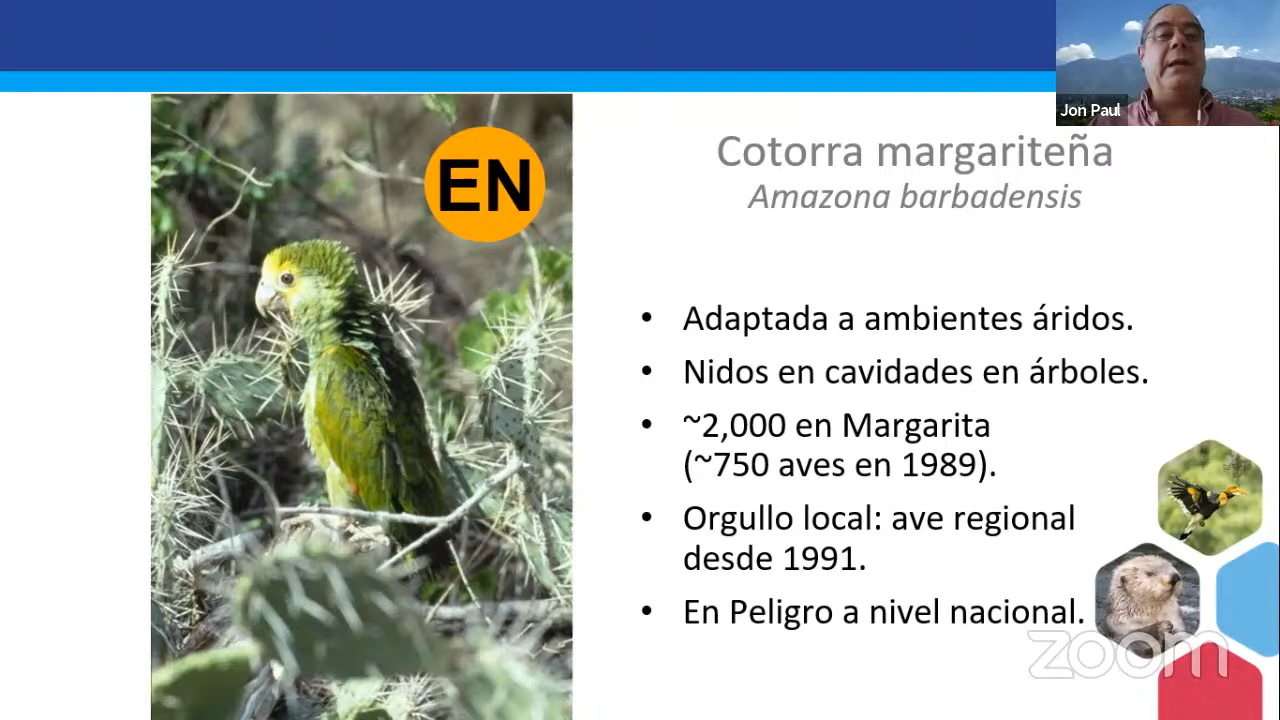 Jon Paul
EN
Cotorra margariteña
Amazona barbadensis
• Adaptada a ambientes áridos.
• Nidos en cavidades en árboles.
• ~2,000 en Margarita
(~750 aves en 1989).
• Orgullo local: ave regional
desde 1991.
• En Peligro a nivel nacional.
zoom